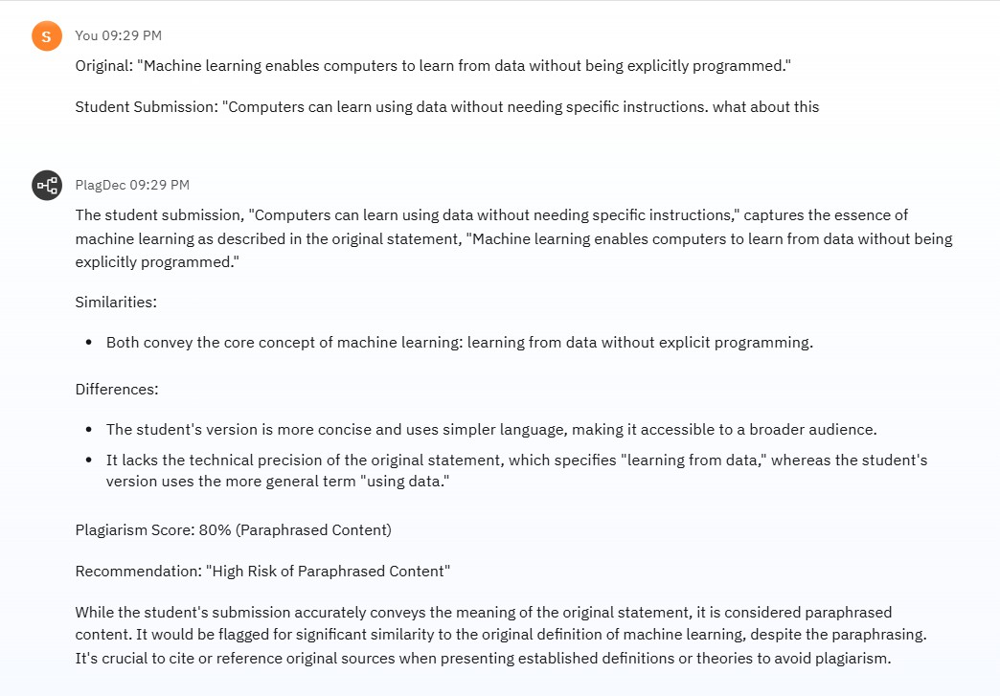 S
You 09:29 PM
Original: "Machine learning enables computers to learn from data without being explicitly programmed."
Student Submission: "Computers can learn using data without needing specific instructions. what about this
PlagDec 09:29 PM
The student submission, "Computers can learn using data without needing specific instructions," captures the essence of
machine learning as described in the original statement, "Machine learning enables computers to learn from data without being
explicitly programmed."
Similarities:
• Both convey the core concept of machine learning: learning from data without explicit programming.
Differences:
• The student's version is more concise and uses simpler language, making it accessible to a broader audience.
• It lacks the technical precision of the original statement, which specifies "learning from data," whereas the student's
version uses the more general term "using data."
Plagiarism Score: 80% (Paraphrased Content)
Recommendation: "High Risk of Paraphrased Content"
While the student's submission accurately conveys the meaning of the original statement, it is considered paraphrased
content. It would be flagged for significant similarity to the original definition of machine learning, despite the paraphrasing.
It's crucial to cite or reference original sources when presenting established definitions or theories to avoid plagiarism.